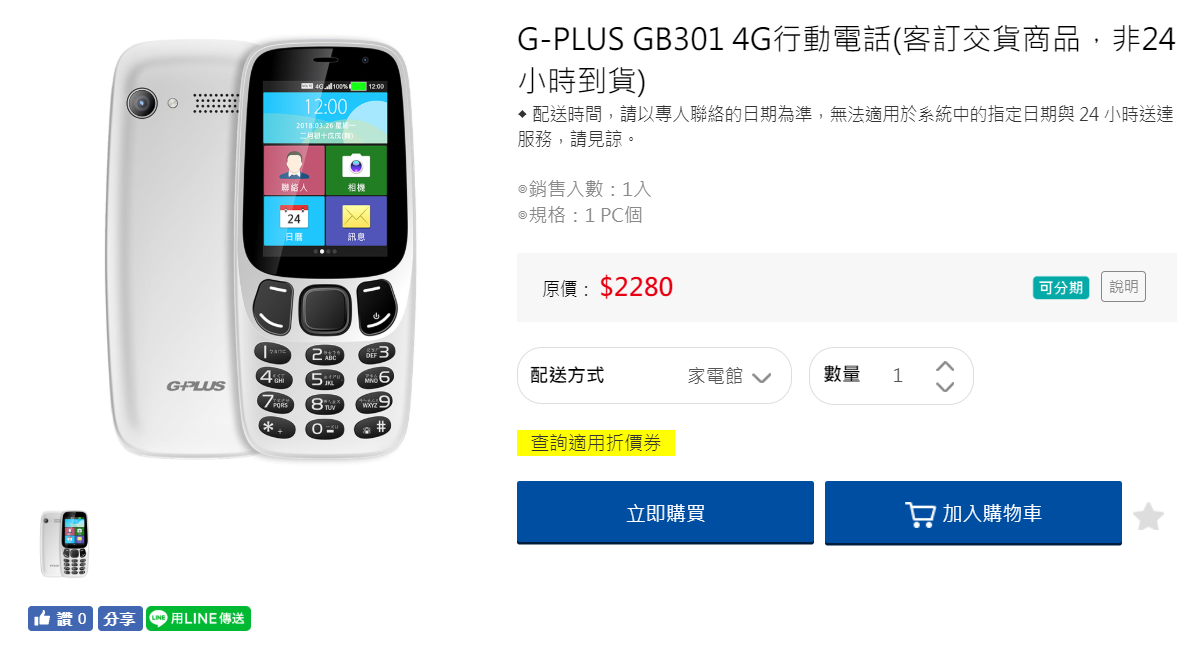 G-PLUS GB301 4G行動電話(客訂交貨商品，非24
小時到貨)
◆ 配送時間，請以專人聯絡的日期為準，無法適用於系統中的指定日期與 24 小時送達
服務，請見諒。
◎銷售入數：1入
◎規格：1 PC個
原價： $2280
可分期
說明
配送方式
家電館
數量
1
查詢適用折價券
立即購買
加入購物車
4G 100% 12:00
12:00
2018.03.26 星期一
聯絡人
相機
24
日曆
訊息
1
2 ABC
DEF 3
4 GHI
5 JKL
MNO 6
7 PQRS
8 TUV
WXYZ 9
* +
0
#
G-PLUS
讚 0
分享
LINE 用LINE傳送